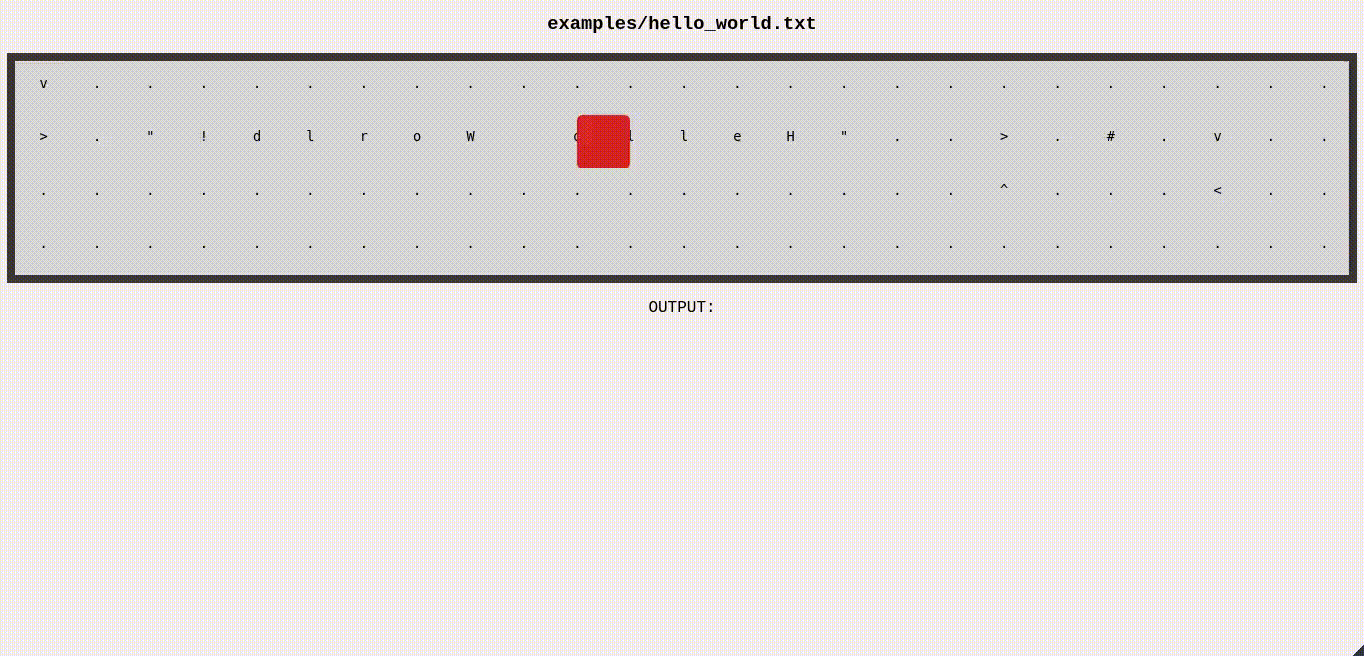 examples/hello_world.txt
v . . . . . . . . . . . . . . . . . . . . . . . .
> . " ! d l r o W   o l l e H " . . > . # . v . .
. . . . . . . . . . . . . . . . . . ^ . . . < . .
. . . . . . . . . . . . . . . . . . . . . . . . .
OUTPUT: